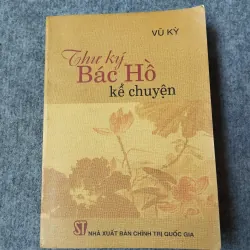 VŨ KỲ
Thư ký
Bác Hồ
kể chuyện
ST
NHÀ XUẤT BẢN CHÍNH TRỊ QUỐC GIA